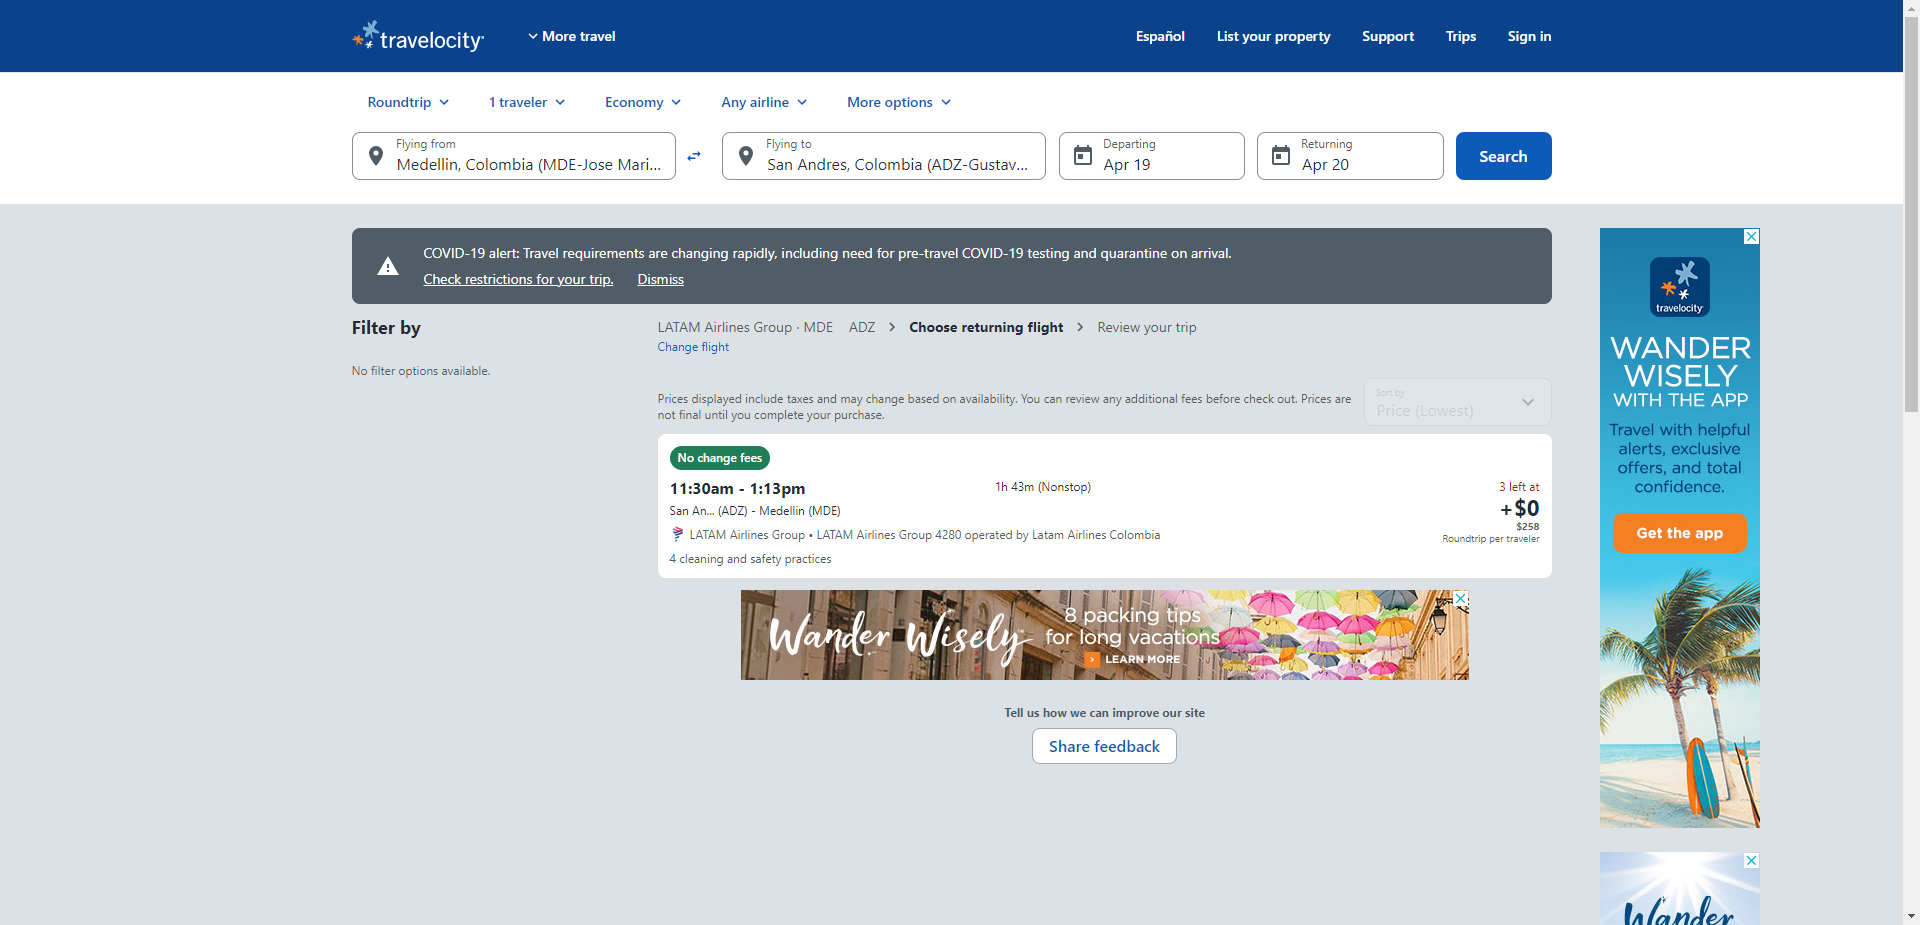 travelocity
More travel
Español
List your property
Support
Trips
Sign in
Roundtrip
1 traveler
Economy
Any airline
More options
Flying from
Medellin, Colombia (MDE-Jose Mari...
Flying to
San Andres, Colombia (ADZ-Gustav...
Departing
Apr 19
Returning
Apr 20
Search
COVID-19 alert: Travel requirements are changing rapidly, including need for pre-travel COVID-19 testing and quarantine on arrival.
Check restrictions for your trip.
Dismiss
Filter by
No filter options available.
LATAM Airlines Group · MDE ADZ
Choose returning flight
Review your trip
Change flight
Prices displayed include taxes and may change based on availability. You can review any additional fees before check out. Prices are
not final until you complete your purchase.
Sort by
Price (Lowest)
No change fees
11:30am - 1:13pm
1h 43m (Nonstop)
3 left at
+$0
$258
Roundtrip per traveler
San An... (ADZ) - Medellin (MDE)
LATAM Airlines Group • LATAM Airlines Group 4280 operated by Latam Airlines Colombia
4 cleaning and safety practices
Wander Wisely
8 packing tips
for long vacations
LEARN MORE
Tell us how we can improve our site
Share feedback
travelocity
WANDER
WISELY
WITH THE APP
Travel with helpful
alerts, exclusive
offers, and total
confidence.
Get the app
Wander